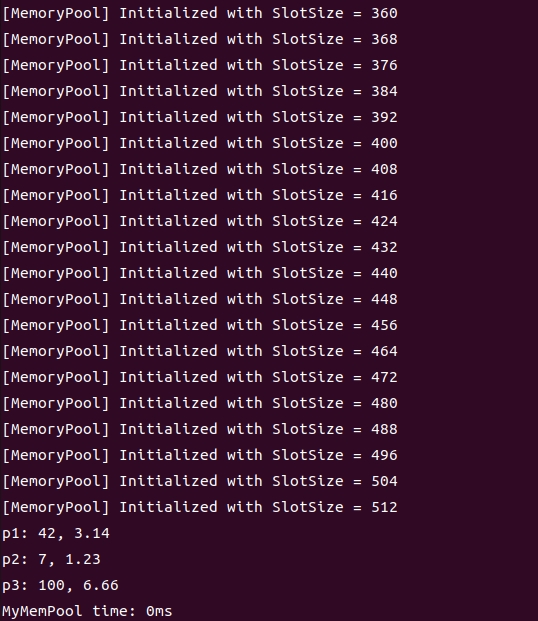 [MemoryPool] Initialized with SlotSize = 360
[MemoryPool] Initialized with SlotSize = 368
[MemoryPool] Initialized with SlotSize = 376
[MemoryPool] Initialized with SlotSize = 384
[MemoryPool] Initialized with SlotSize = 392
[MemoryPool] Initialized with SlotSize = 400
[MemoryPool] Initialized with SlotSize = 408
[MemoryPool] Initialized with SlotSize = 416
[MemoryPool] Initialized with SlotSize = 424
[MemoryPool] Initialized with SlotSize = 432
[MemoryPool] Initialized with SlotSize = 440
[MemoryPool] Initialized with SlotSize = 448
[MemoryPool] Initialized with SlotSize = 456
[MemoryPool] Initialized with SlotSize = 464
[MemoryPool] Initialized with SlotSize = 472
[MemoryPool] Initialized with SlotSize = 480
[MemoryPool] Initialized with SlotSize = 488
[MemoryPool] Initialized with SlotSize = 496
[MemoryPool] Initialized with SlotSize = 504
[MemoryPool] Initialized with SlotSize = 512
p1: 42, 3.14
p2: 7, 1.23
p3: 100, 6.66
MyMemPool time: 0ms